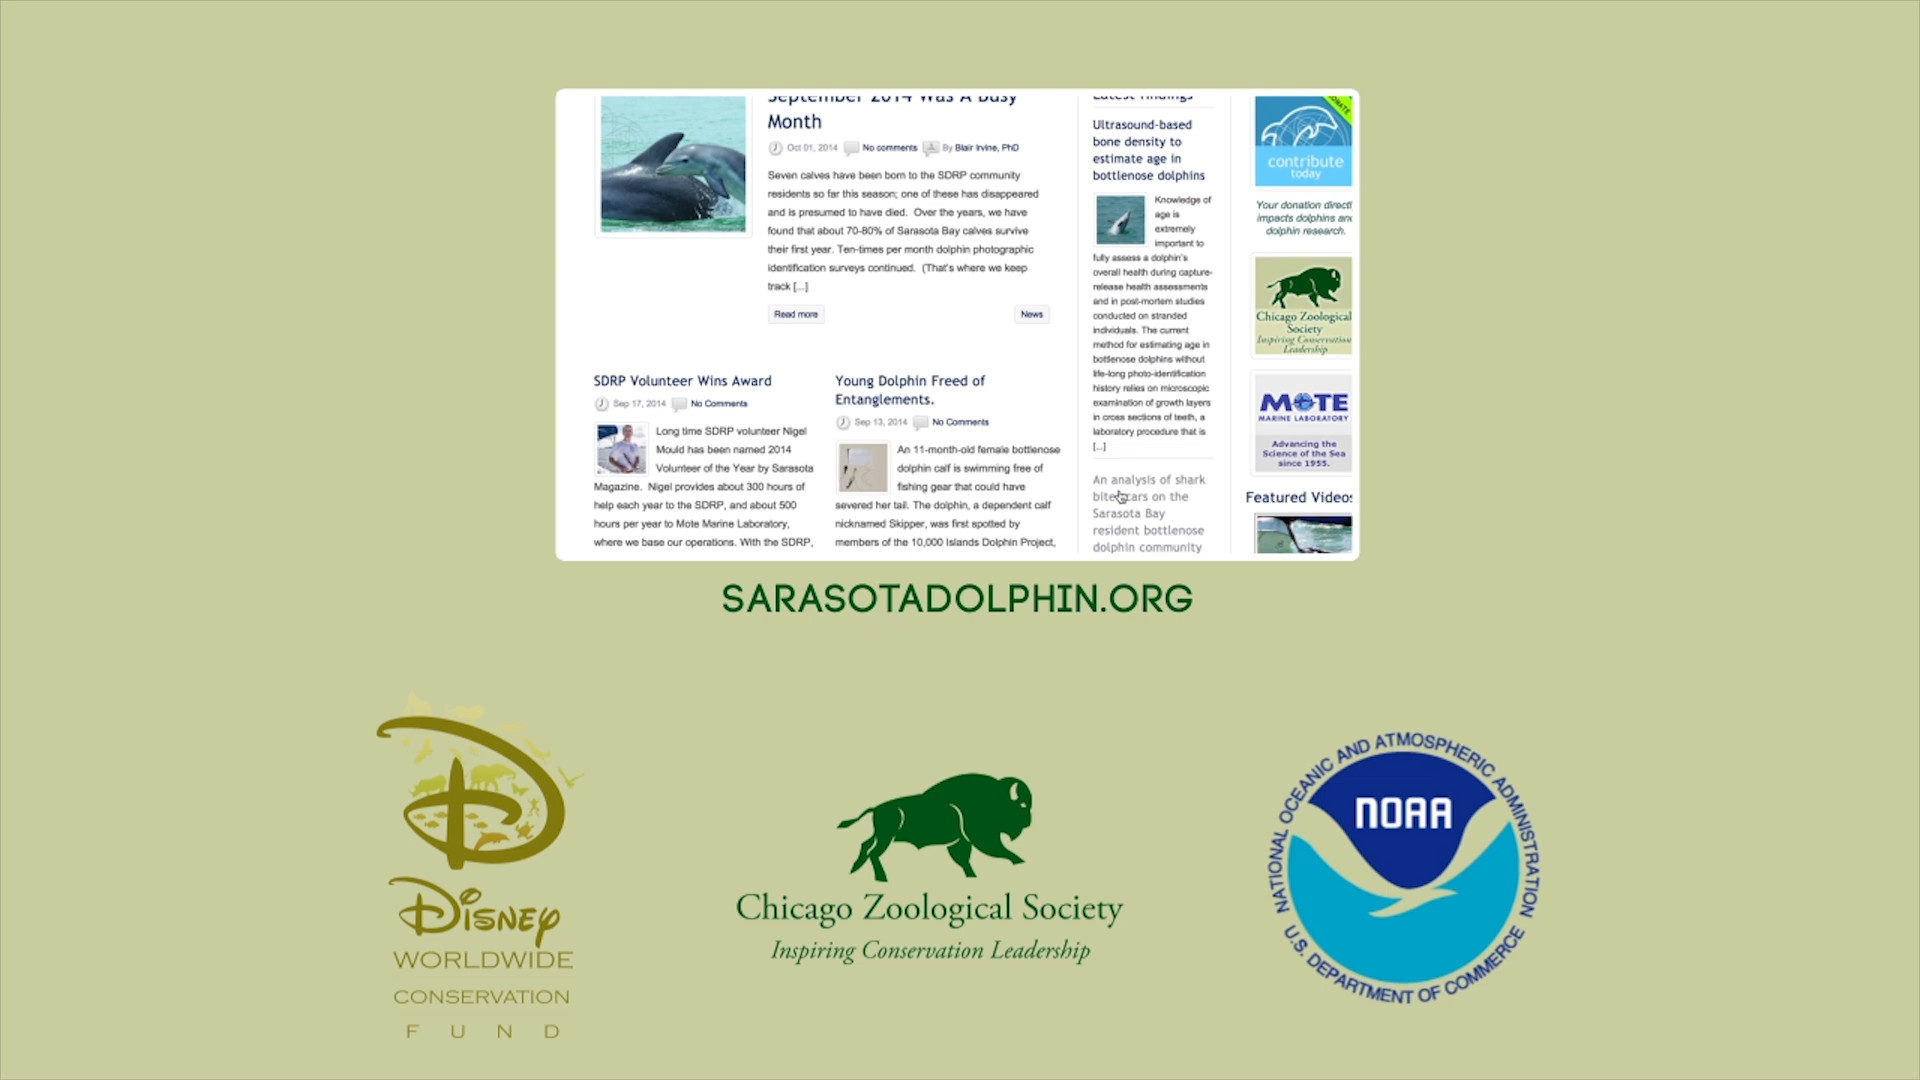 September 2014 Was A Busy
Month
Oct 01, 2014 No comments By Blair Irvine, PhD
Seven calves have been born to the SDRP community
residents so far this season; one of these has disappeared
and is presumed to have died. Over the years, we have
found that about 70-80% of Sarasota Bay calves survive
their first year. Ten-times per month dolphin photographic
identification surveys continued. (That's where we keep
track [...]
Read more
News
SDRP Volunteer Wins Award
Sep 17, 2014 No Comments
Long time SDRP volunteer Nigel
Mould has been named 2014
Volunteer of the Year by Sarasota
Magazine. Nigel provides about 300 hours of
help each year to the SDRP, and about 500
hours per year to Mote Marine Laboratory,
where we base our operations. With the SDRP,
Young Dolphin Freed of
Entanglements.
Sep 13, 2014 No Comments
An 11-month-old female bottlenose
dolphin calf is swimming free of
fishing gear that could have
severed her tail. The dolphin, a dependent calf
nicknamed Skipper, was first spotted by
members of the 10,000 Islands Dolphin Project,
Latest Findings
Ultrasound-based
bone density to
estimate age in
bottlenose dolphins
Knowledge of
age is
extremely
important to
fully assess a dolphin's
overall health during capture-
release health assessments
and in post-mortem studies
conducted on stranded
individuals. The current
method for estimating age in
bottlenose dolphins without
life-long photo-identification
history relies on microscopic
examination of growth layers
in cross sections of teeth, a
laboratory procedure that is
[...]
An analysis of shark
bite scars on the
Sarasota Bay
resident bottlenose
dolphin community
DONATE
contribute
today
Your donation directl
impacts dolphins and
dolphin research.
Chicago Zoological
Society
Inspiring Conservation
Leadership
MOTE
MARINE LABORATORY
Advancing the
Science of the Sea
since 1955.
Featured Videos
SARASOTADOLPHIN.ORG
D
DISNEY
WORLDWIDE
CONSERVATION
FUND
Chicago Zoological Society
Inspiring Conservation Leadership
NATIONAL OCEANIC AND ATMOSPHERIC ADMINISTRATION
NOAA
U.S. DEPARTMENT OF COMMERCE